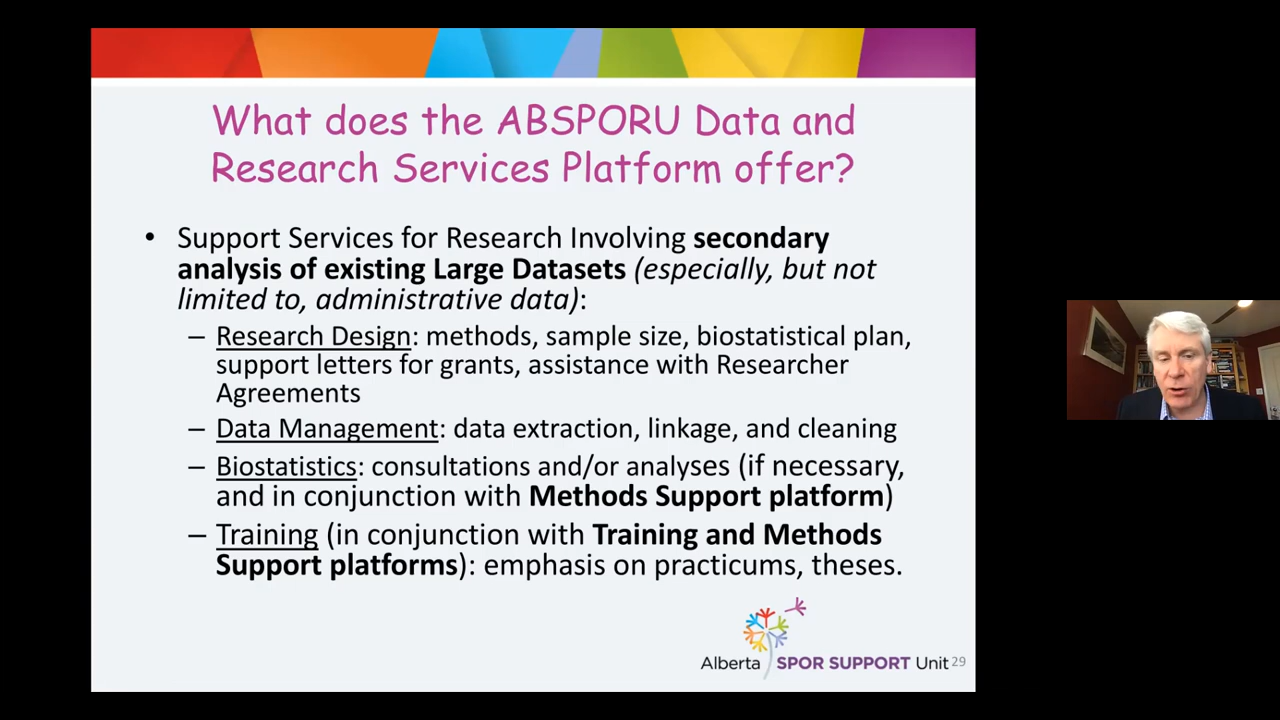 What does the ABSPORU Data and
Research Services Platform offer?
• Support Services for Research Involving secondary
analysis of existing Large Datasets (especially, but not
limited to, administrative data):
– Research Design: methods, sample size, biostatistical plan,
support letters for grants, assistance with Researcher
Agreements
– Data Management: data extraction, linkage, and cleaning
– Biostatistics: consultations and/or analyses (if necessary,
and in conjunction with Methods Support platform)
– Training (in conjunction with Training and Methods
Support platforms): emphasis on practicums, theses.
Alberta SPOR SUPPORT Unit 29